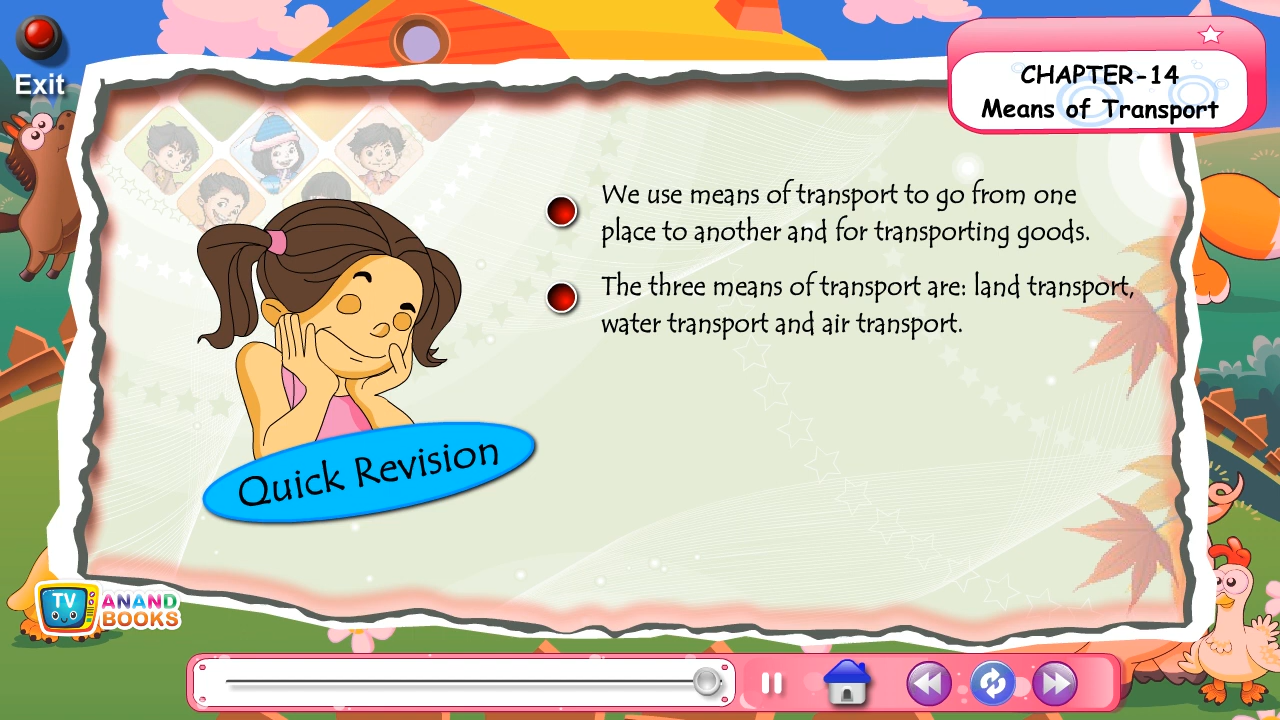 Exit
CHAPTER-14
Means of Transport
We use means of transport to go from one
place to another and for transporting goods.
The three means of transport are: land transport,
water transport and air transport.
Quick Revision
TV
ANAND
BOOKS